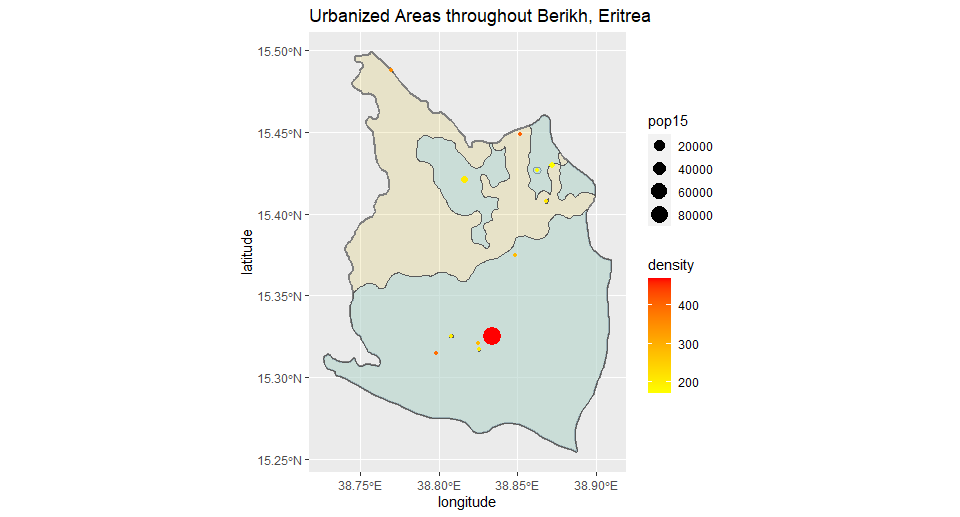 Urbanized Areas throughout Berikh, Eritrea
15.50°N
15.45°N
15.40°N
15.35°N
15.30°N
15.25°N
latitude
38.75°E 38.80°E 38.85°E 38.90°E
longitude
pop15
20000
40000
60000
80000
density
400
300
200